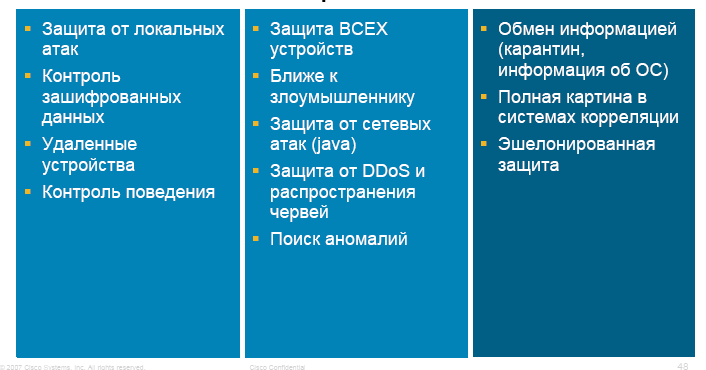 Защита от локальных
атак
Контроль
зашифрованных
данных
Удаленные
устройства
Контроль поведения
Защита ВСЕХ
устройств
Ближе к
злоумышленнику
Защита от сетевых
атак (java)
Защита от DDoS и
распространения
червей
Поиск аномалий
Обмен информацией
(карантин,
информация об ОС)
Полная картина в
системах корреляции
Эшелонированная
защита
© 2007 Cisco Systems, Inc. All rights reserved.
Cisco Confidential
48